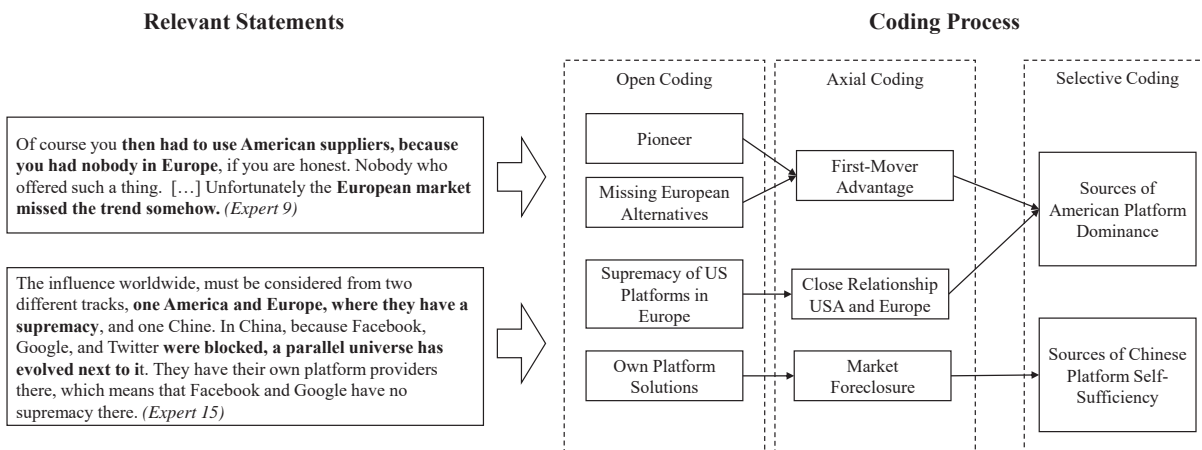 Relevant Statements
Coding Process
Of course you then had to use American suppliers, because
you had nobody in Europe, if you are honest. Nobody who
offered such a thing. […] Unfortunately the European market
missed the trend somehow. (Expert 9)
The influence worldwide, must be considered from two
different tracks, one America and Europe, where they have a
supremacy, and one Chine. In China, because Facebook,
Google, and Twitter were blocked, a parallel universe has
evolved next to it. They have their own platform providers
there, which means that Facebook and Google have no
supremacy there. (Expert 15)
Open Coding
Pioneer
Missing European
Alternatives
Supremacy of US
Platforms in
Europe
Own Platform
Solutions
Axial Coding
First-Mover
Advantage
Close Relationship
USA and Europe
Market
Foreclosure
Selective Coding
Sources of
American Platform
Dominance
Sources of Chinese
Platform Self-
Sufficiency